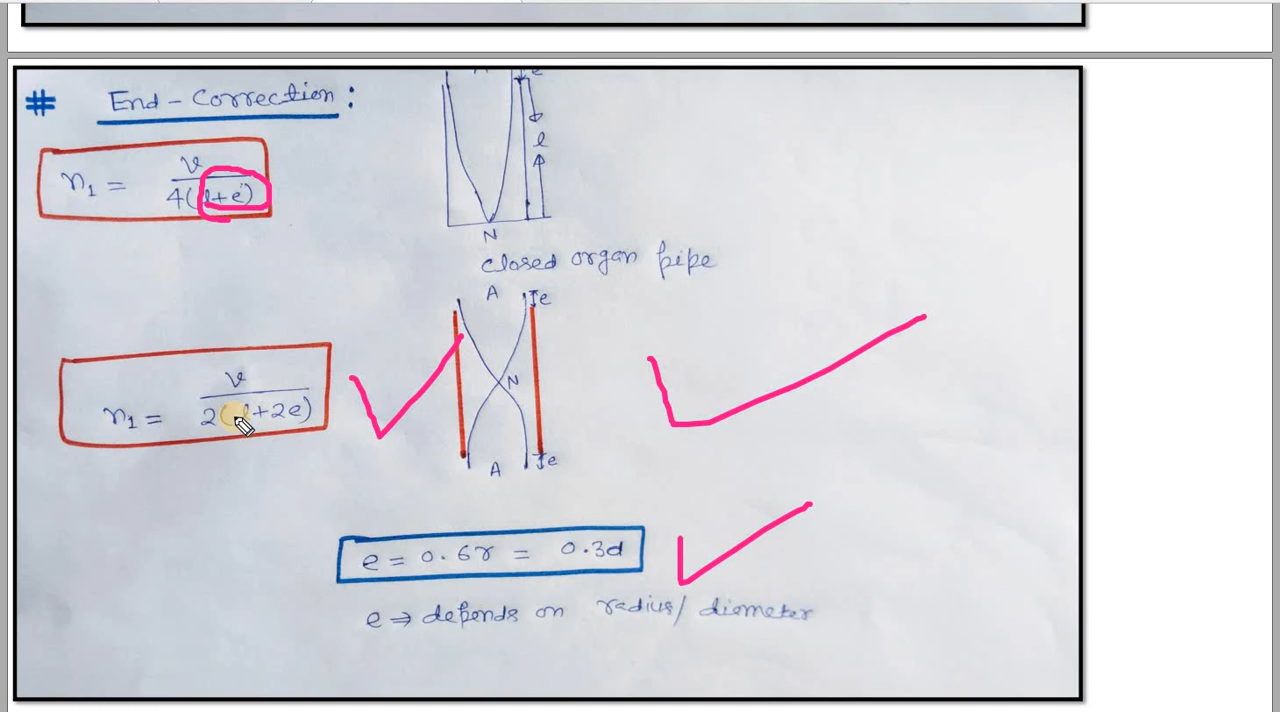 # End-Correction:
e
n₁ = v / 4(l+e)
l
N
closed organ pipe
A e
n₁ = v / 2(l+2e)
N
A e
e = 0.6r = 0.3d
e ⇒ depends on radius/ diameter